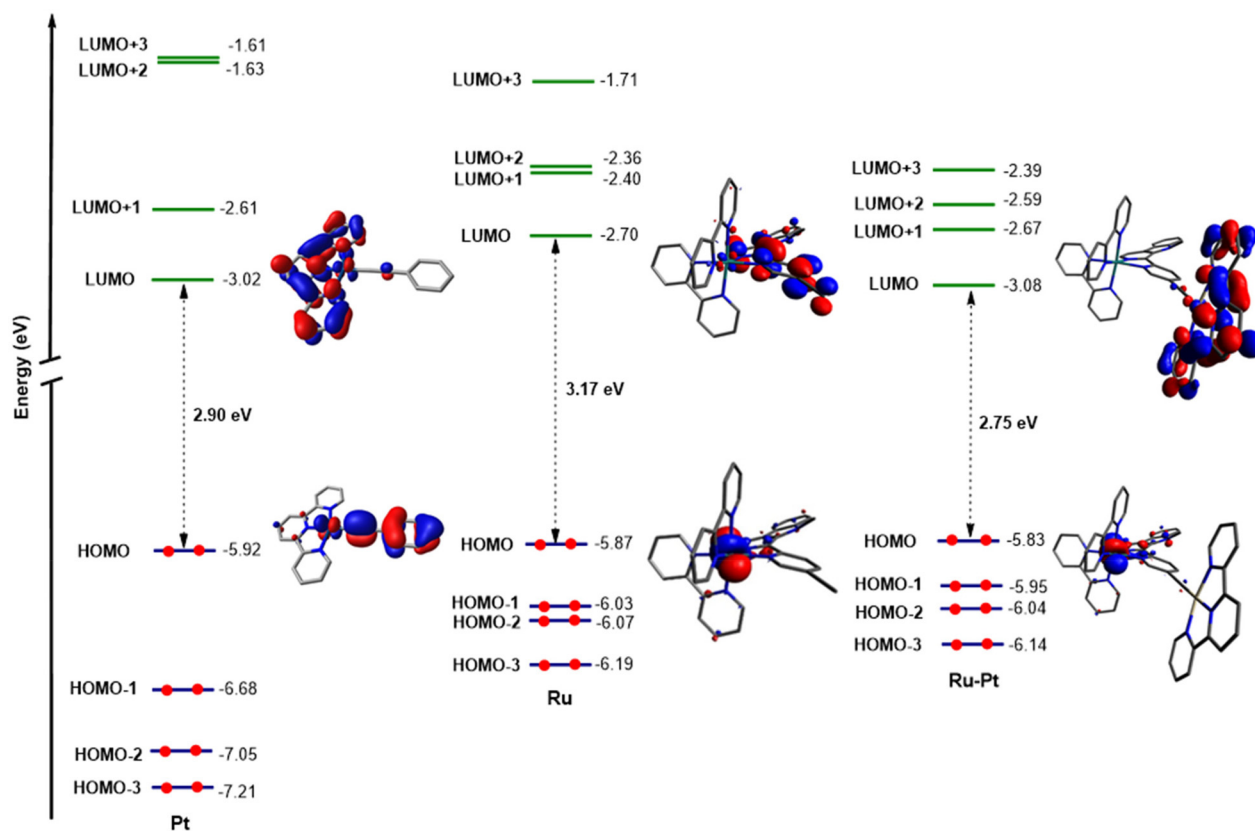 Energy (eV)
LUMO+3 -1.61
LUMO+2 -1.63
LUMO+1 -2.61
LUMO -3.02
2.90 eV
HOMO -5.92
HOMO-1 -6.68
HOMO-2 -7.05
HOMO-3 -7.21
Pt
LUMO+3 -1.71
LUMO+2 -2.36
LUMO+1 -2.40
LUMO -2.70
3.17 eV
HOMO -5.87
HOMO-1 -6.03
HOMO-2 -6.07
HOMO-3 -6.19
Ru
LUMO+3 -2.39
LUMO+2 -2.59
LUMO+1 -2.67
LUMO -3.08
2.75 eV
HOMO -5.83
HOMO-1 -5.95
HOMO-2 -6.04
HOMO-3 -6.14
Ru-Pt